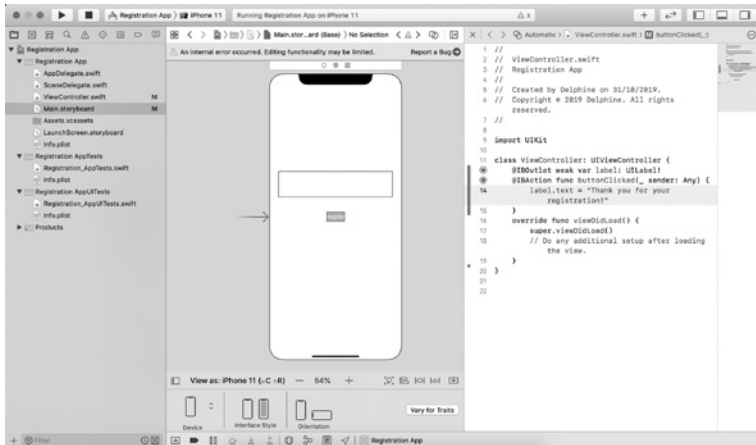 Registration App
iPhone 11
Running Registration App on iPhone 11
3
Registration App
Registration App
AppDelegate.swift
SceneDelegate.swift
ViewController.swift M
Main.storyboard M
Assets.xcassets
LaunchScreen.storyboard
Info.plist
Registration AppTests
Registration_AppTests.swift
Info.plist
Registration AppUITests
Registration_AppUITests.swift
Info.plist
Products
Filter
Main.stor...ard (Base) No Selection
An internal error occurred. Editing functionality may be limited. Report a Bug
View as: iPhone 11 (wC hR) — 54% +
Device
Interface Style
Orientation
Vary for Traits
Registration App
Automatic ViewController.swift buttonClicked(_:)
1 //
2 // ViewController.swift
3 // Registration App
4 //
5 // Created by Delphine on 31/10/2019.
6 // Copyright © 2019 Delphine. All rights
reserved.
7 //
8
9 import UIKit
10
11 class ViewController: UIViewController {
@IBOutlet weak var label: UILabel!
@IBAction func buttonClicked(_ sender: Any) {
14 label.text = "Thank you for your
registration!"
15 }
16 override func viewDidLoad() {
17 super.viewDidLoad()
18 // Do any additional setup after loading
the view.
19 }
20 }
21
22